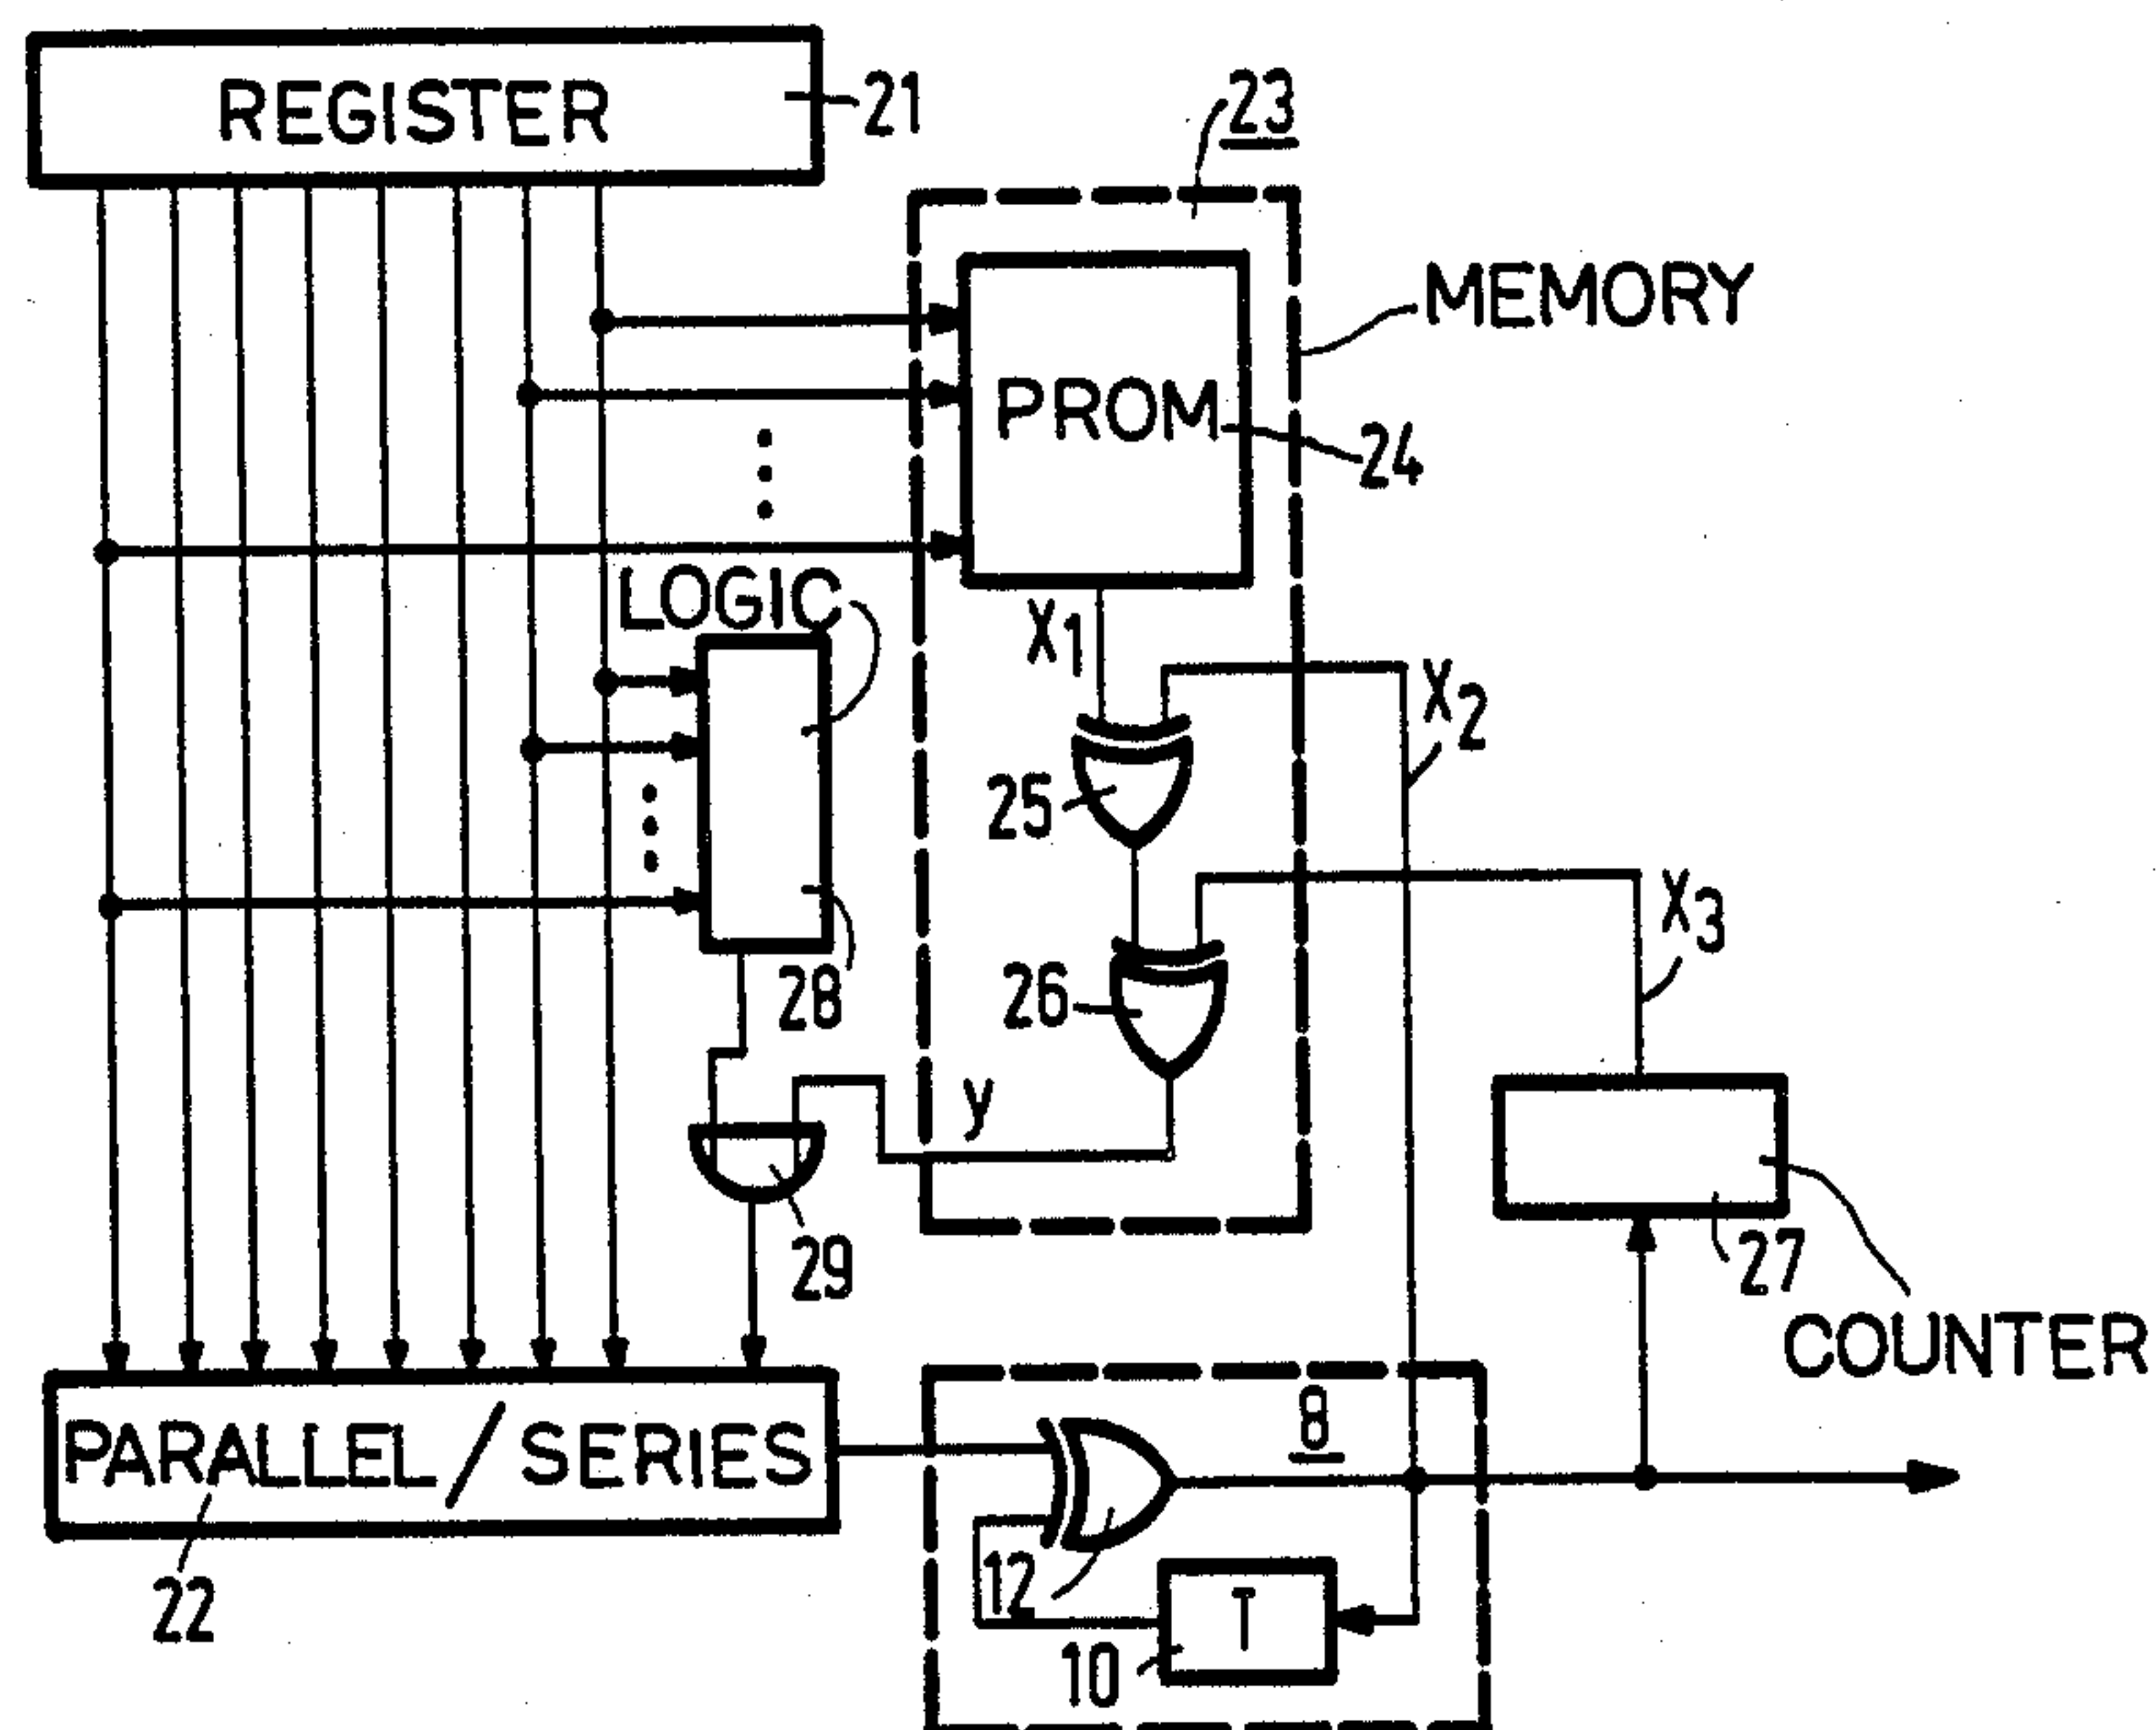 REGISTER
21
23
MEMORY
PROM
24
LOGIC
X1
X2
25
X3
26
28
y
29
27
COUNTER
8
PARALLEL/SERIES
12
T
22
10